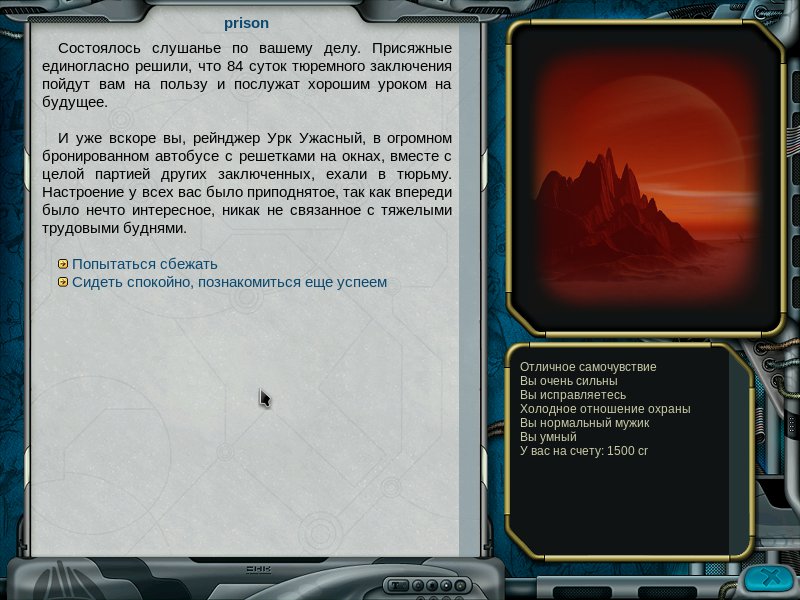 prison
Состоялось слушанье по вашему делу. Присяжные
единогласно решили, что 84 суток тюремного заключения
пойдут вам на пользу и послужат хорошим уроком на
будущее.
И уже вскоре вы, рейнджер Урк Ужасный, в огромном
бронированном автобусе с решетками на окнах, вместе с
целой партией других заключенных, ехали в тюрьму.
Настроение у всех вас было приподнятое, так как впереди
было нечто интересное, никак не связанное с тяжелыми
трудовыми буднями.
Попытаться сбежать
Сидеть спокойно, познакомиться еще успеем
Отличное самочувствие
Вы очень сильны
Вы исправляетесь
Холодное отношение охраны
Вы нормальный мужик
Вы умный
У вас на счету: 1500 cr